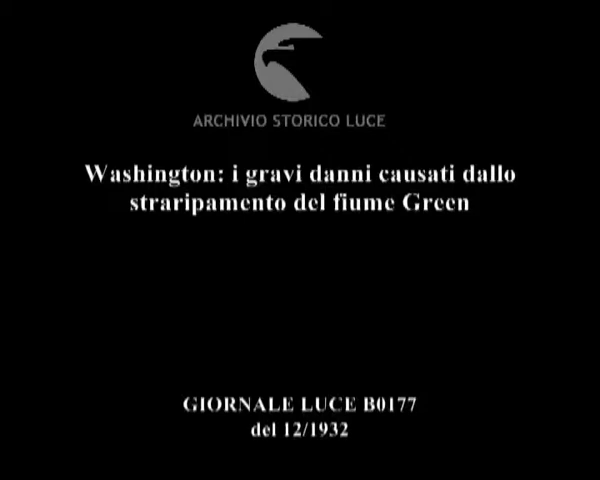 ARCHIVIO STORICO LUCE
Washington: i gravi danni causati dallo
straripamento del fiume Green
GIORNALE LUCE B0177
del 12/1932